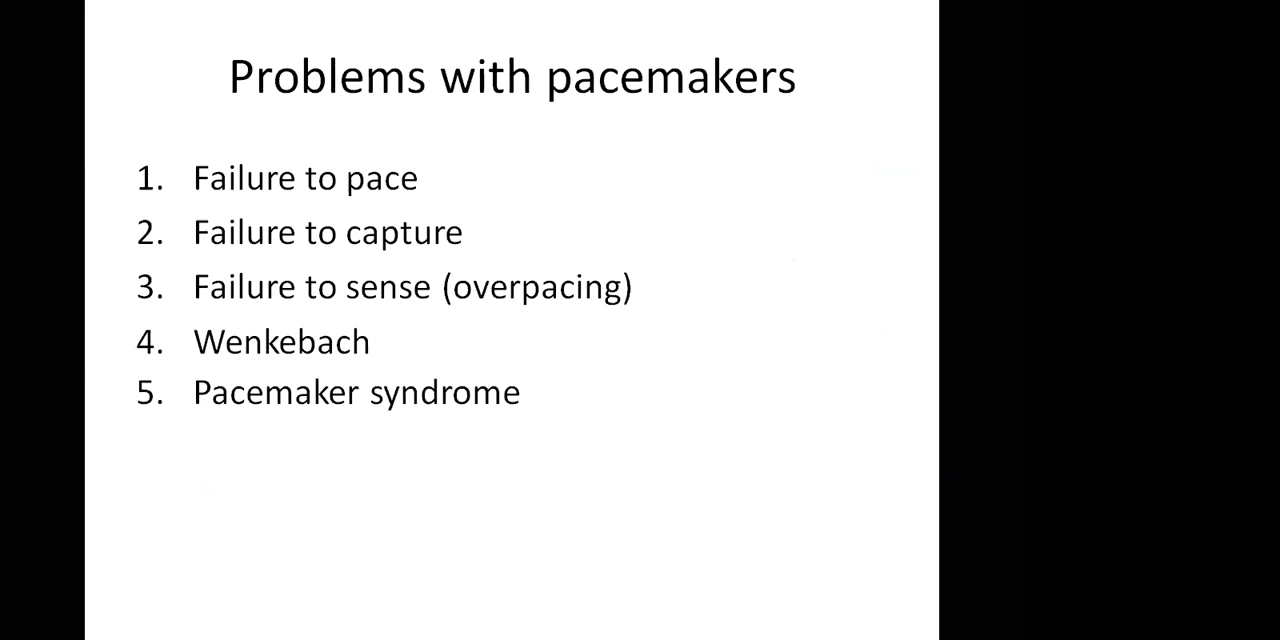 Problems with pacemakers
1. Failure to pace
2. Failure to capture
3. Failure to sense (overpacing)
4. Wenkebach
5. Pacemaker syndrome